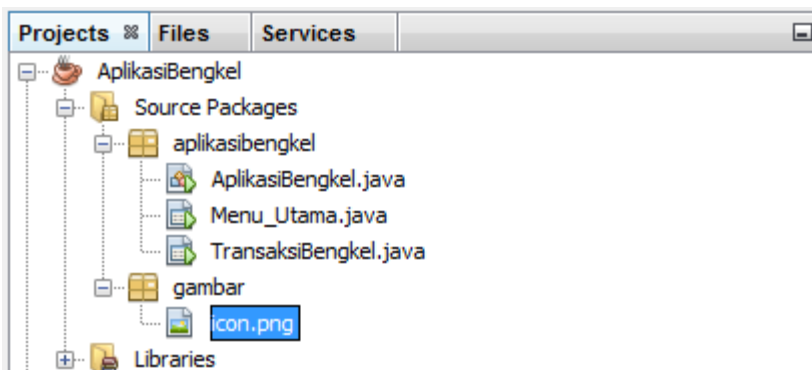 Projects Files Services
AplikasiBengkel
Source Packages
aplikasibengkel
AplikasiBengkel.java
Menu_Utama.java
TransaksiBengkel.java
gambar
icon.png
Libraries